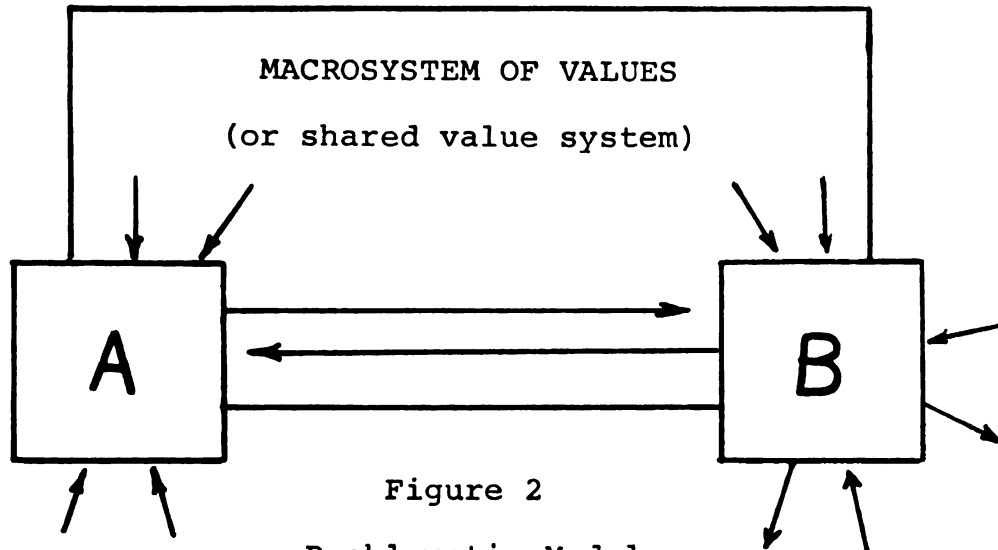 MACROSYSTEM OF VALUES
(or shared value system)
A
B
Figure 2